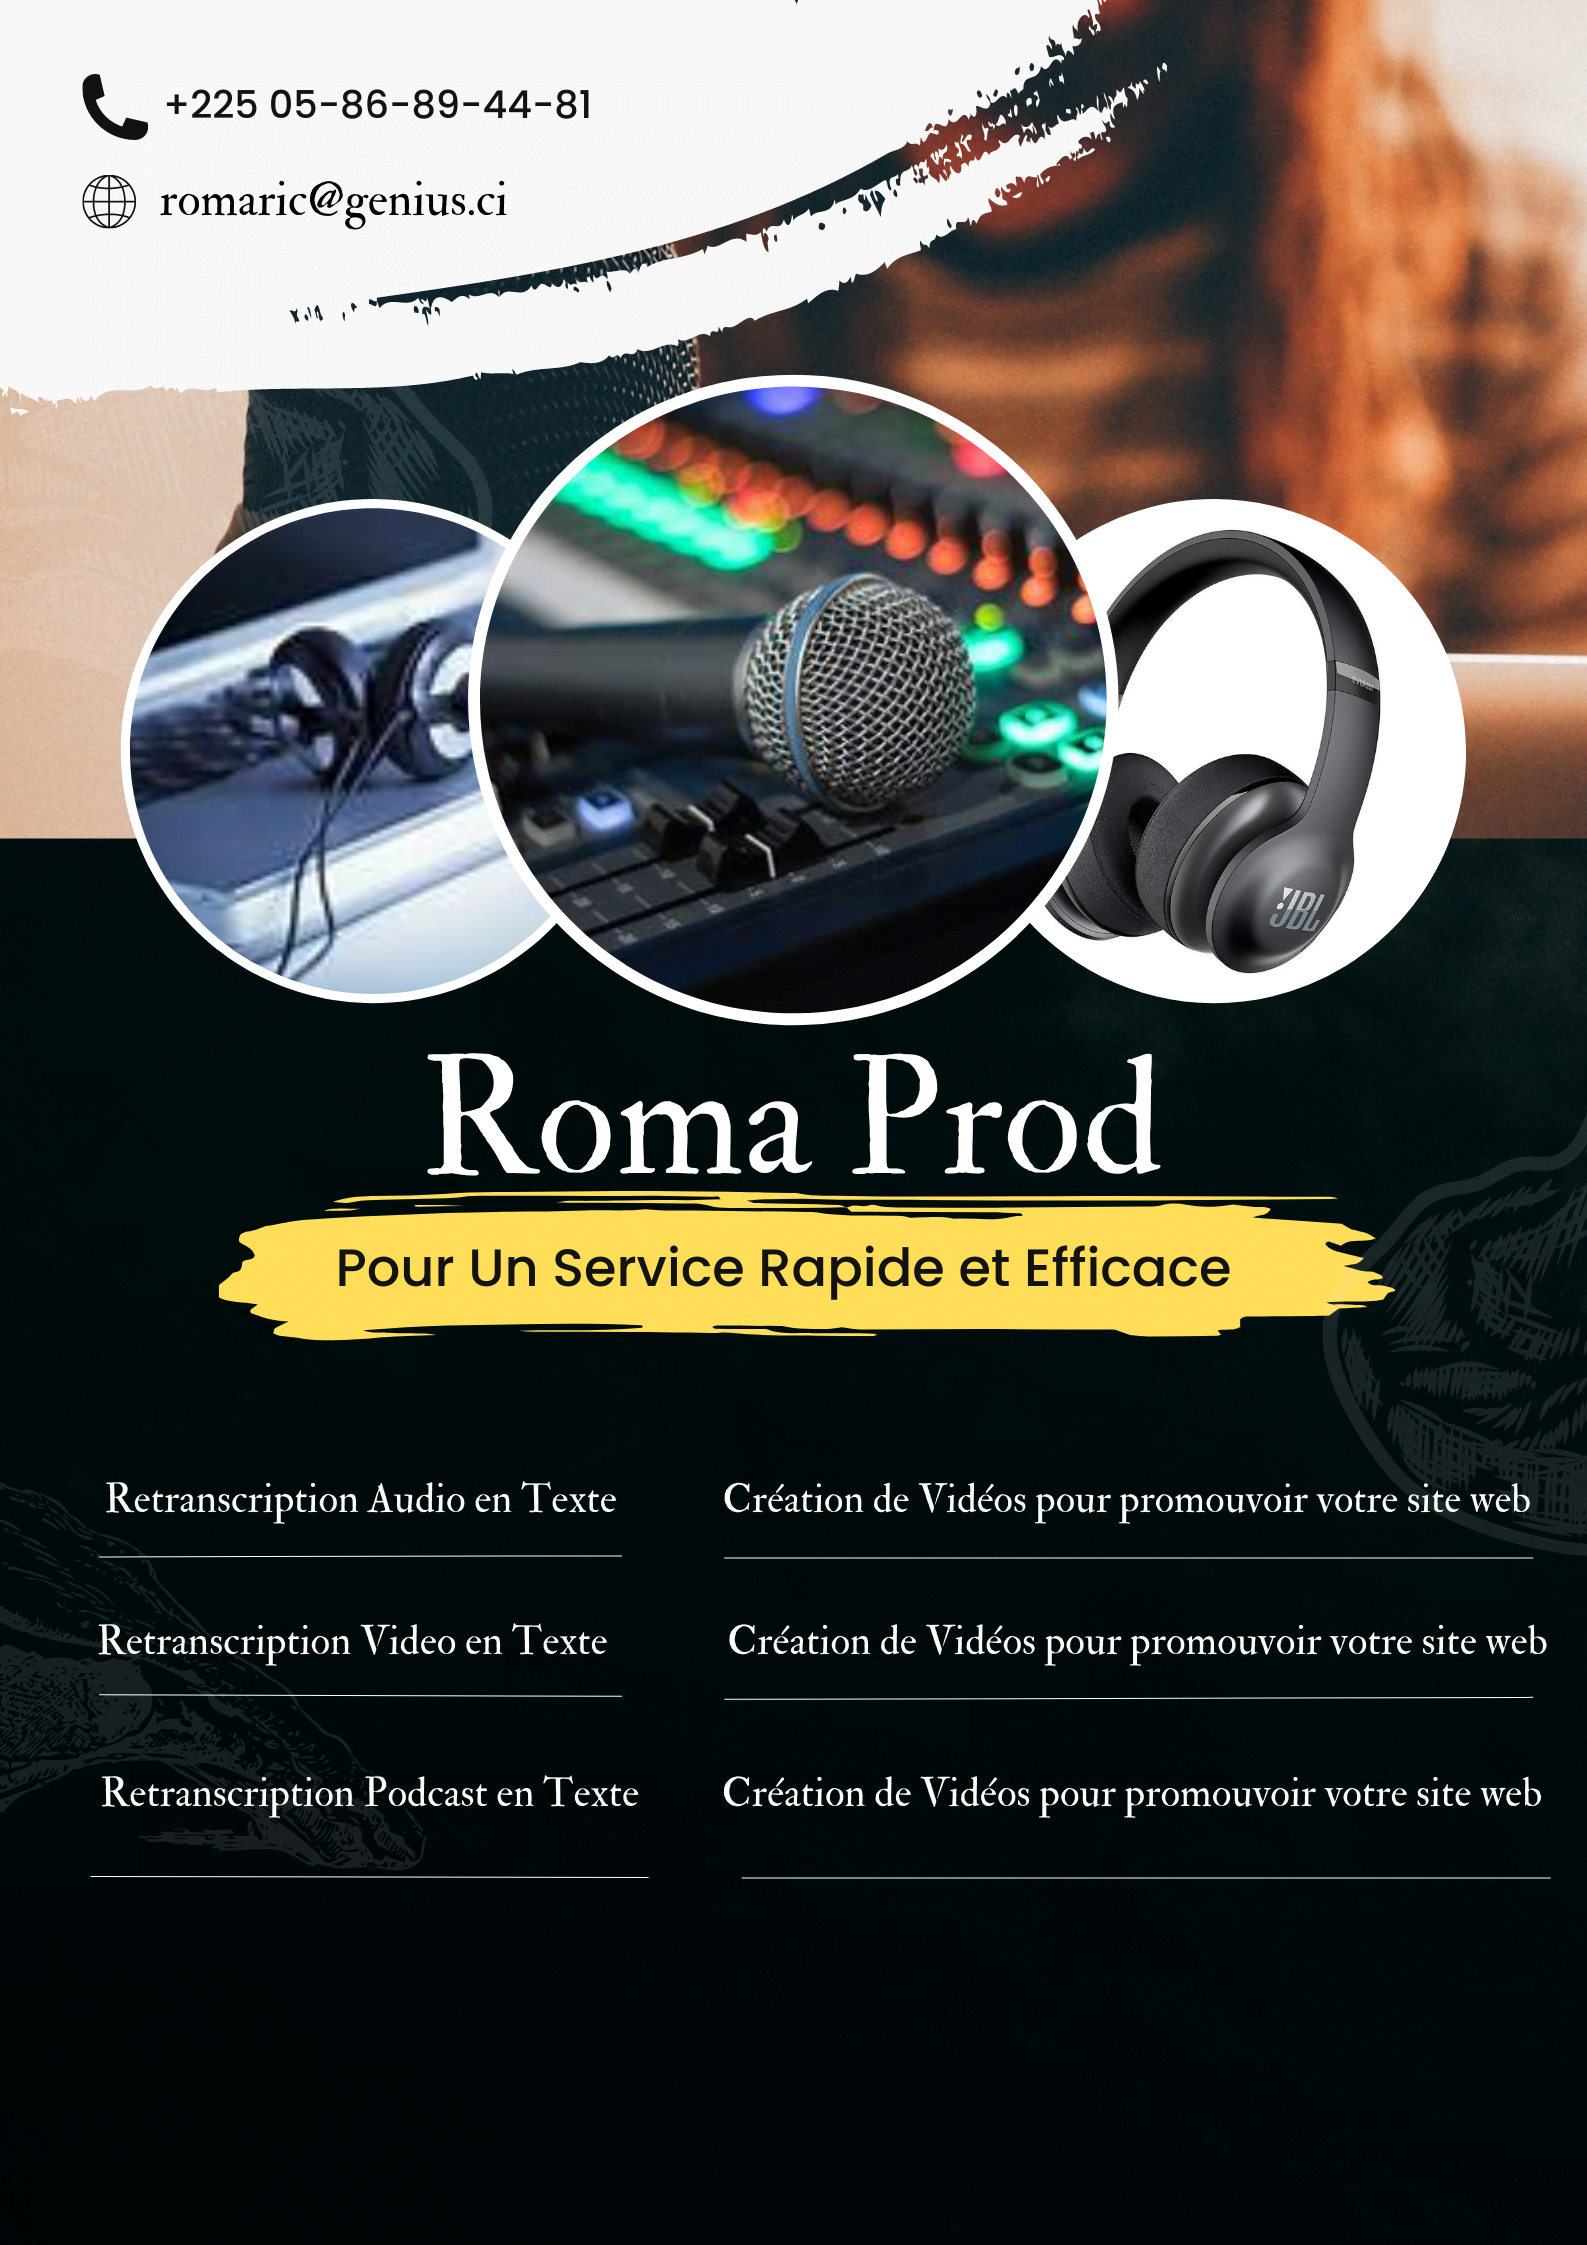 +225 05-86-89-44-81
romaric@genius.ci
JBL
Roma Prod
Pour Un Service Rapide et Efficace
Retranscription Audio en Texte
Création de Vidéos pour promouvoir votre site web
Retranscription Video en Texte
Création de Vidéos pour promouvoir votre site web
Retranscription Podcast en Texte
Création de Vidéos pour promouvoir votre site web